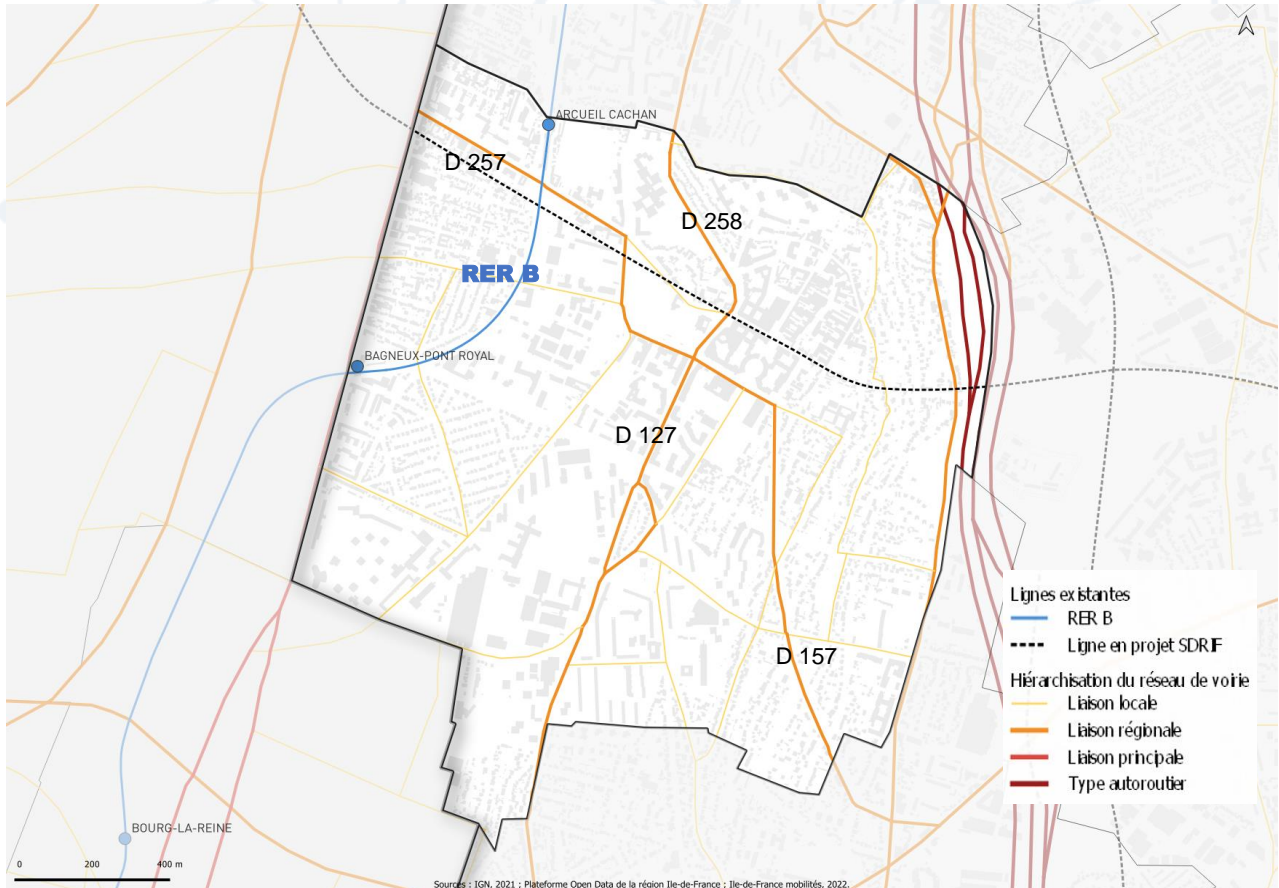 ARCUEIL CACHAN
D 257
D 258
RER B
BAGNEUX-PONT ROYAL
D 127
D 157
BOURG-LA-REINE
Lignes existantes
RER B
Ligne en projet SDRIF
Hiérarchisation du réseau de voirie
Liaison locale
Liaison régionale
Liaison principale
Type autoroutier
0 200 400 m
Sources : IGN, 2021 ; Plateforme Open Data de la région Ile-de-France ; Ile-de-France mobilités, 2022.